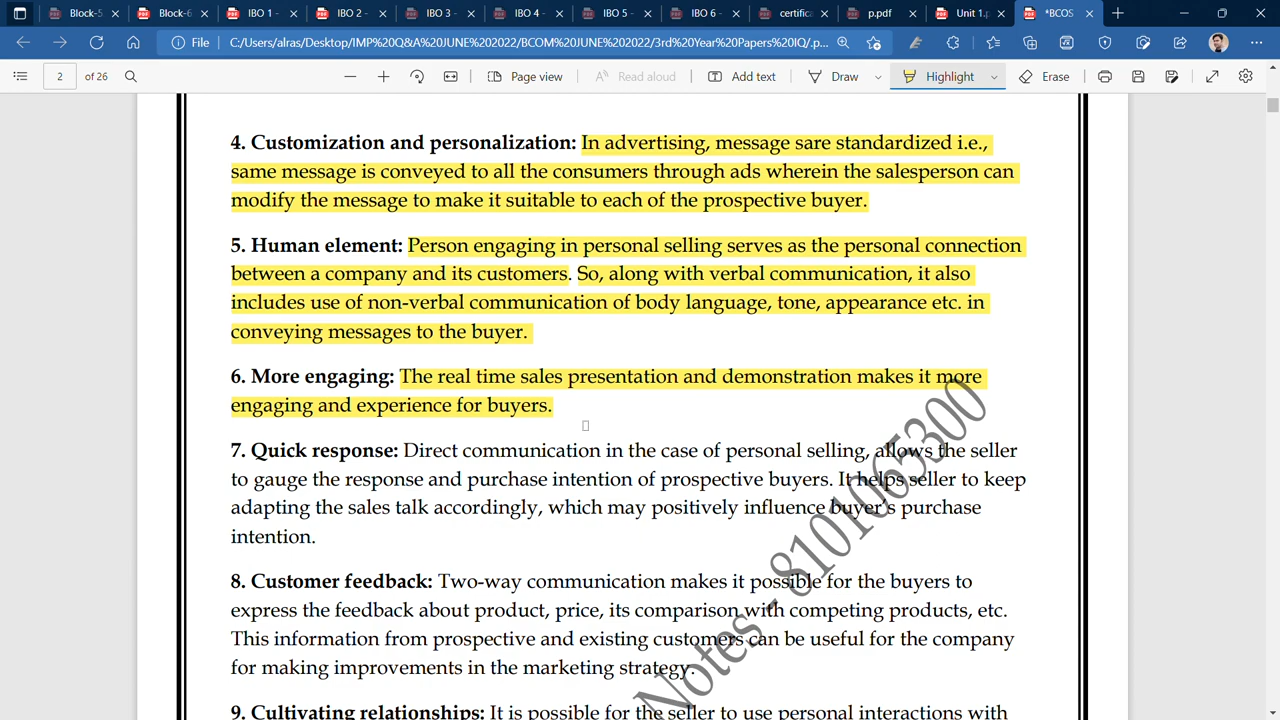 Block-5
Block-6
IBO 1 -
IBO 2 -
IBO 3 -
IBO 4 -
IBO 5 -
IBO 6 -
certifica
p.pdf
Unit 1.p
*BCOS
File C:/Users/alras/Desktop/IMP%20Q&A%20JUNE%202022/BCOM%20JUNE%202022/3rd%20Year%20Papers%20IQ/.p...
2 of 26 Page view Read aloud Add text Draw Highlight Erase
4. Customization and personalization: In advertising, message sare standardized i.e.,
same message is conveyed to all the consumers through ads wherein the salesperson can
modify the message to make it suitable to each of the prospective buyer.
5. Human element: Person engaging in personal selling serves as the personal connection
between a company and its customers. So, along with verbal communication, it also
includes use of non-verbal communication of body language, tone, appearance etc. in
conveying messages to the buyer.
6. More engaging: The real time sales presentation and demonstration makes it more
engaging and experience for buyers.
7. Quick response: Direct communication in the case of personal selling, allows the seller
to gauge the response and purchase intention of prospective buyers. It helps seller to keep
adapting the sales talk accordingly, which may positively influence buyer's purchase
intention.
8. Customer feedback: Two-way communication makes it possible for the buyers to
express the feedback about product, price, its comparison with competing products, etc.
This information from prospective and existing customers can be useful for the company
for making improvements in the marketing strategy.
9. Cultivating relationships: It is possible for the seller to use personal interactions with
Notes - 8101065300